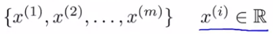 {x^{(1)}, x^{(2)}, …, x^{(m)}}    x^{(i)} ∈ ℝ